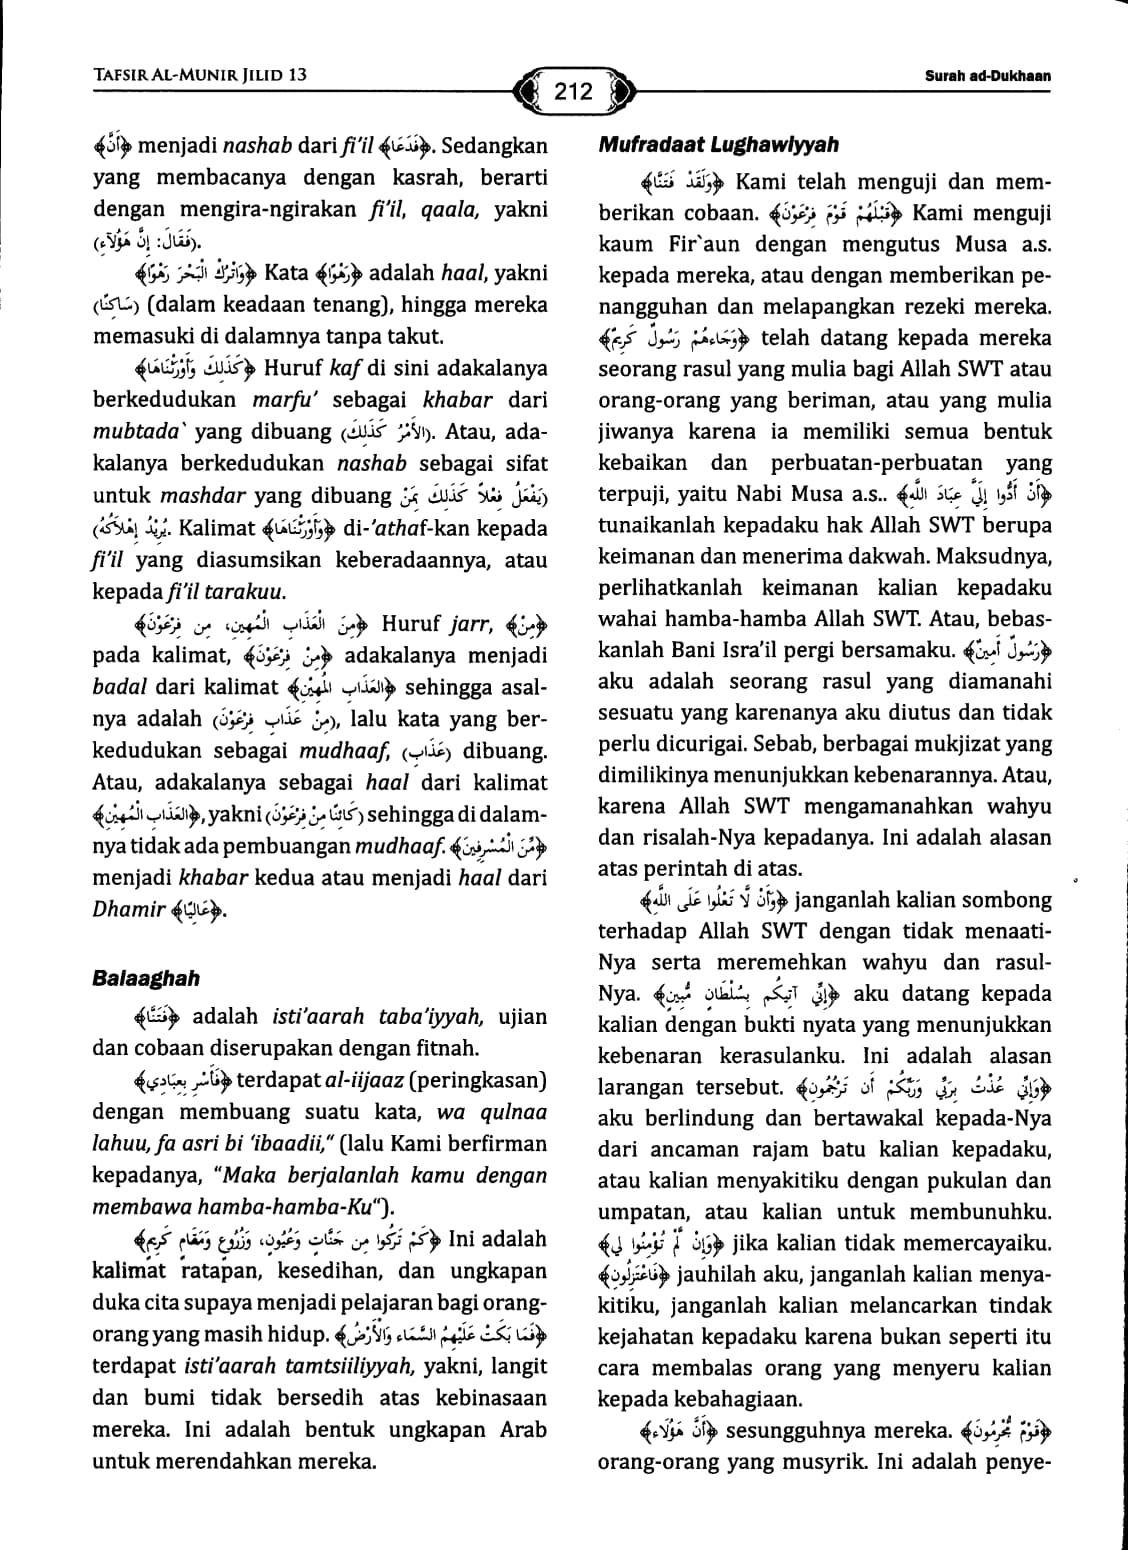 TAFSIR AL-MUNIR JILID 13
212
Surah ad-Dukhaan
﴿أَنَّ﴾ menjadi nashab dari fi'il ﴿فَدَعَا﴾. Sedangkan
yang membacanya dengan kasrah, berarti
dengan mengira-ngirakan fi'il, qaala, yakni
(فَقَالَ: إِنَّ هَؤُلَاءِ).
﴿وَاتْرُكْ الْبَحْرَ رَهْوًا﴾ Kata ﴿رَهْوًا﴾ adalah haal, yakni
(سَاكِنًا) (dalam keadaan tenang), hingga mereka
memasuki di dalamnya tanpa takut.
﴿كَذَلِكَ وَأَوْرَثْنَاهَا﴾ Huruf kaf di sini adakalanya
berkedudukan marfu' sebagai khabar dari
mubtada` yang dibuang (الأَمْرُ كَذَلِكَ). Atau, ada-
kalanya berkedudukan nashab sebagai sifat
untuk mashdar yang dibuang (يَفْعَلُ فِعْلاً كَذَلِكَ بِمَنْ
يُرِيْدُ إِهْلاَكَهُ). Kalimat ﴿وَأَوْرَثْنَاهَا﴾ di-'athaf-kan kepada
fi'il yang diasumsikan keberadaannya, atau
kepada fi'il tarakuu.
﴿مِنَ الْعَذَابِ الْمُهِينِ، مِن فِرْعَوْنَ﴾ Huruf jarr, ﴿مِنْ﴾
pada kalimat, ﴿مِنْ فِرْعَوْنَ﴾ adakalanya menjadi
badal dari kalimat ﴿العَذَابِ الْمُهِيْنِ﴾ sehingga asal-
nya adalah (مِنْ عَذَابِ فِرْعَوْنَ), lalu kata yang ber-
kedudukan sebagai mudhaaf, (عَذَابِ) dibuang.
Atau, adakalanya sebagai haal dari kalimat
﴿العَذَابِ الْمُهِيْنِ﴾, yakni (كَائِنًا مِنْ فِرْعَوْنَ) sehingga di dalam-
nya tidak ada pembuangan mudhaaf. ﴿مِّنَ الْمُسْرِفِينَ﴾
menjadi khabar kedua atau menjadi haal dari
Dhamir ﴿عَالِيًا﴾.
Balaaghah
﴿فَتَنَّا﴾ adalah isti'aarah taba'iyyah, ujian
dan cobaan diserupakan dengan fitnah.
﴿فَأَسْرِ بِعِبَادِي﴾ terdapat al-iijaaz (peringkasan)
dengan membuang suatu kata, wa qulnaa
lahuu, fa asri bi 'ibaadii,“ (lalu Kami berfirman
kepadanya, “Maka berjalanlah kamu dengan
membawa hamba-hamba-Ku“).
﴿كَمْ تَرَكُوا مِن جَنَّاتٍ وَعُيُونٍ، وَزُرُوعٍ وَمَقَامٍ كَرِيمٍ﴾ Ini adalah
kalimat ratapan, kesedihan, dan ungkapan
duka cita supaya menjadi pelajaran bagi orang-
orang yang masih hidup. ﴿فَمَا بَكَتْ عَلَيْهِمُ السَّمَاء وَالْأَرْضُ﴾
terdapat isti'aarah tamtsiiliyyah, yakni, langit
dan bumi tidak bersedih atas kebinasaan
mereka. Ini adalah bentuk ungkapan Arab
untuk merendahkan mereka.
Mufradaat Lughawiyyah
﴿وَلَقَدْ فَتَنَّا﴾ Kami telah menguji dan mem-
berikan cobaan. ﴿قَبْلَهُمْ قَوْمَ فِرْعَوْنَ﴾ Kami menguji
kaum Fir`aun dengan mengutus Musa a.s.
kepada mereka, atau dengan memberikan pe-
nangguhan dan melapangkan rezeki mereka.
﴿وَجَاءهُمْ رَسُولٌ كَرِيمٌ﴾ telah datang kepada mereka
seorang rasul yang mulia bagi Allah SWT atau
orang-orang yang beriman, atau yang mulia
jiwanya karena ia memiliki semua bentuk
kebaikan dan perbuatan-perbuatan yang
terpuji, yaitu Nabi Musa a.s.. ﴿أَنْ أَدُّوا إِلَيَّ عِبَادَ اللَّهِ﴾
tunaikanlah kepadaku hak Allah SWT berupa
keimanan dan menerima dakwah. Maksudnya,
perlihatkanlah keimanan kalian kepadaku
wahai hamba-hamba Allah SWT. Atau, bebas-
kanlah Bani Isra'il pergi bersamaku. ﴿رَسُولٌ أَمِينٌ﴾
aku adalah seorang rasul yang diamanahi
sesuatu yang karenanya aku diutus dan tidak
perlu dicurigai. Sebab, berbagai mukjizat yang
dimilikinya menunjukkan kebenarannya. Atau,
karena Allah SWT mengamanahkan wahyu
dan risalah-Nya kepadanya. Ini adalah alasan
atas perintah di atas.
﴿وَأَنْ لَّا تَعْلُوا عَلَى اللَّهِ﴾ janganlah kalian sombong
terhadap Allah SWT dengan tidak menaati-
Nya serta meremehkan wahyu dan rasul-
Nya. ﴿إِنِّي آتِيكُم بِسُلْطَانٍ مُّبِينٍ﴾ aku datang kepada
kalian dengan bukti nyata yang menunjukkan
kebenaran kerasulanku. Ini adalah alasan
larangan tersebut. ﴿وَإِنِّي عُذْتُ بِرَبِّي وَرَبِّكُمْ أَن تَرْجُمُونِ﴾
aku berlindung dan bertawakal kepada-Nya
dari ancaman rajam batu kalian kepadaku,
atau kalian menyakitiku dengan pukulan dan
umpatan, atau kalian untuk membunuhku.
﴿وَإِنْ لَّمْ تُؤْمِنُوا لِي﴾ jika kalian tidak memercayaiku.
﴿فَاعْتَزِلُونِ﴾ jauhilah aku, janganlah kalian menya-
kitiku, janganlah kalian melancarkan tindak
kejahatan kepadaku karena bukan seperti itu
cara membalas orang yang menyeru kalian
kepada kebahagiaan.
﴿أَنَّ هَؤُلَاء﴾ sesungguhnya mereka. ﴿قَوْمٌ مُّجْرِمُونَ﴾
orang-orang yang musyrik. Ini adalah penye-